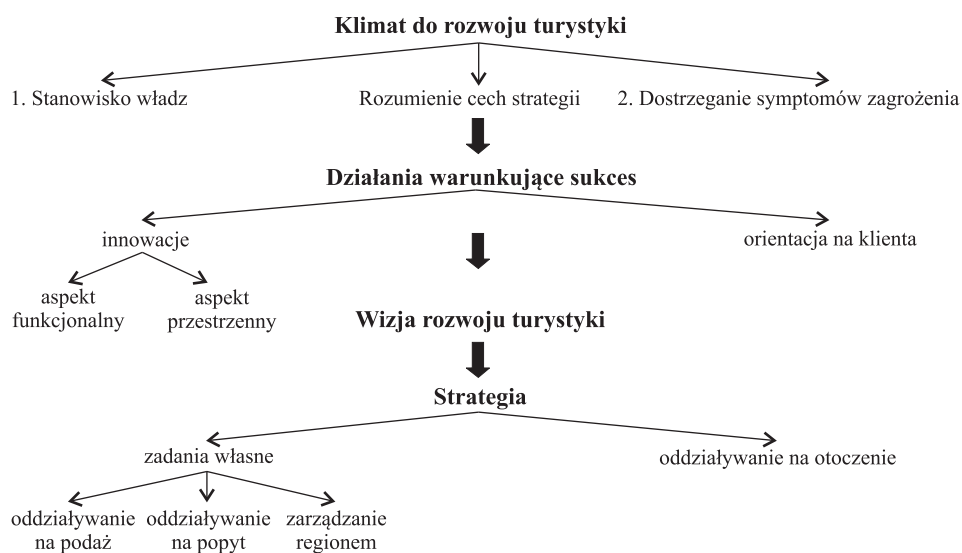 Klimat do rozwoju turystyki
1. Stanowisko władz
Rozumienie cech strategii
2. Dostrzeganie symptomów zagrożenia
Działania warunkujące sukces
innowacje
orientacja na klienta
aspekt
funkcjonalny
aspekt
przestrzenny
Wizja rozwoju turystyki
Strategia
zadania własne
oddziaływanie na otoczenie
oddziaływanie
na podaż
oddziaływanie
na popyt
zarządzanie
regionem